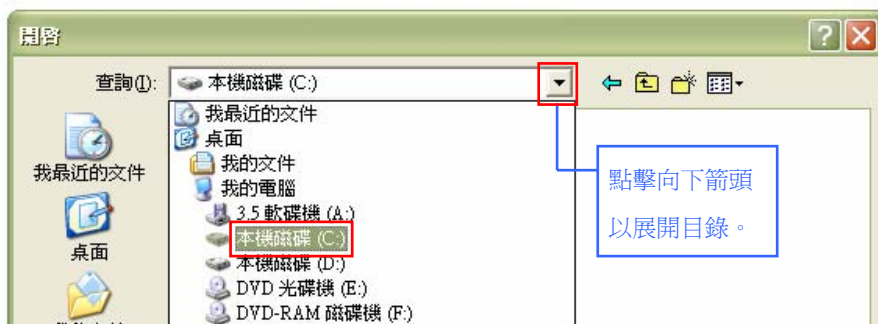 開啓
查詢(I):
本機磁碟 (C:)
我最近的文件
桌面
我的文件
我的電腦
3.5 軟碟機 (A:)
本機磁碟 (C:)
本機磁碟 (D:)
DVD 光碟機 (E:)
DVD-RAM 磁碟機 (F:)
我最近的文件
桌面
點擊向下箭頭
以展開目錄。